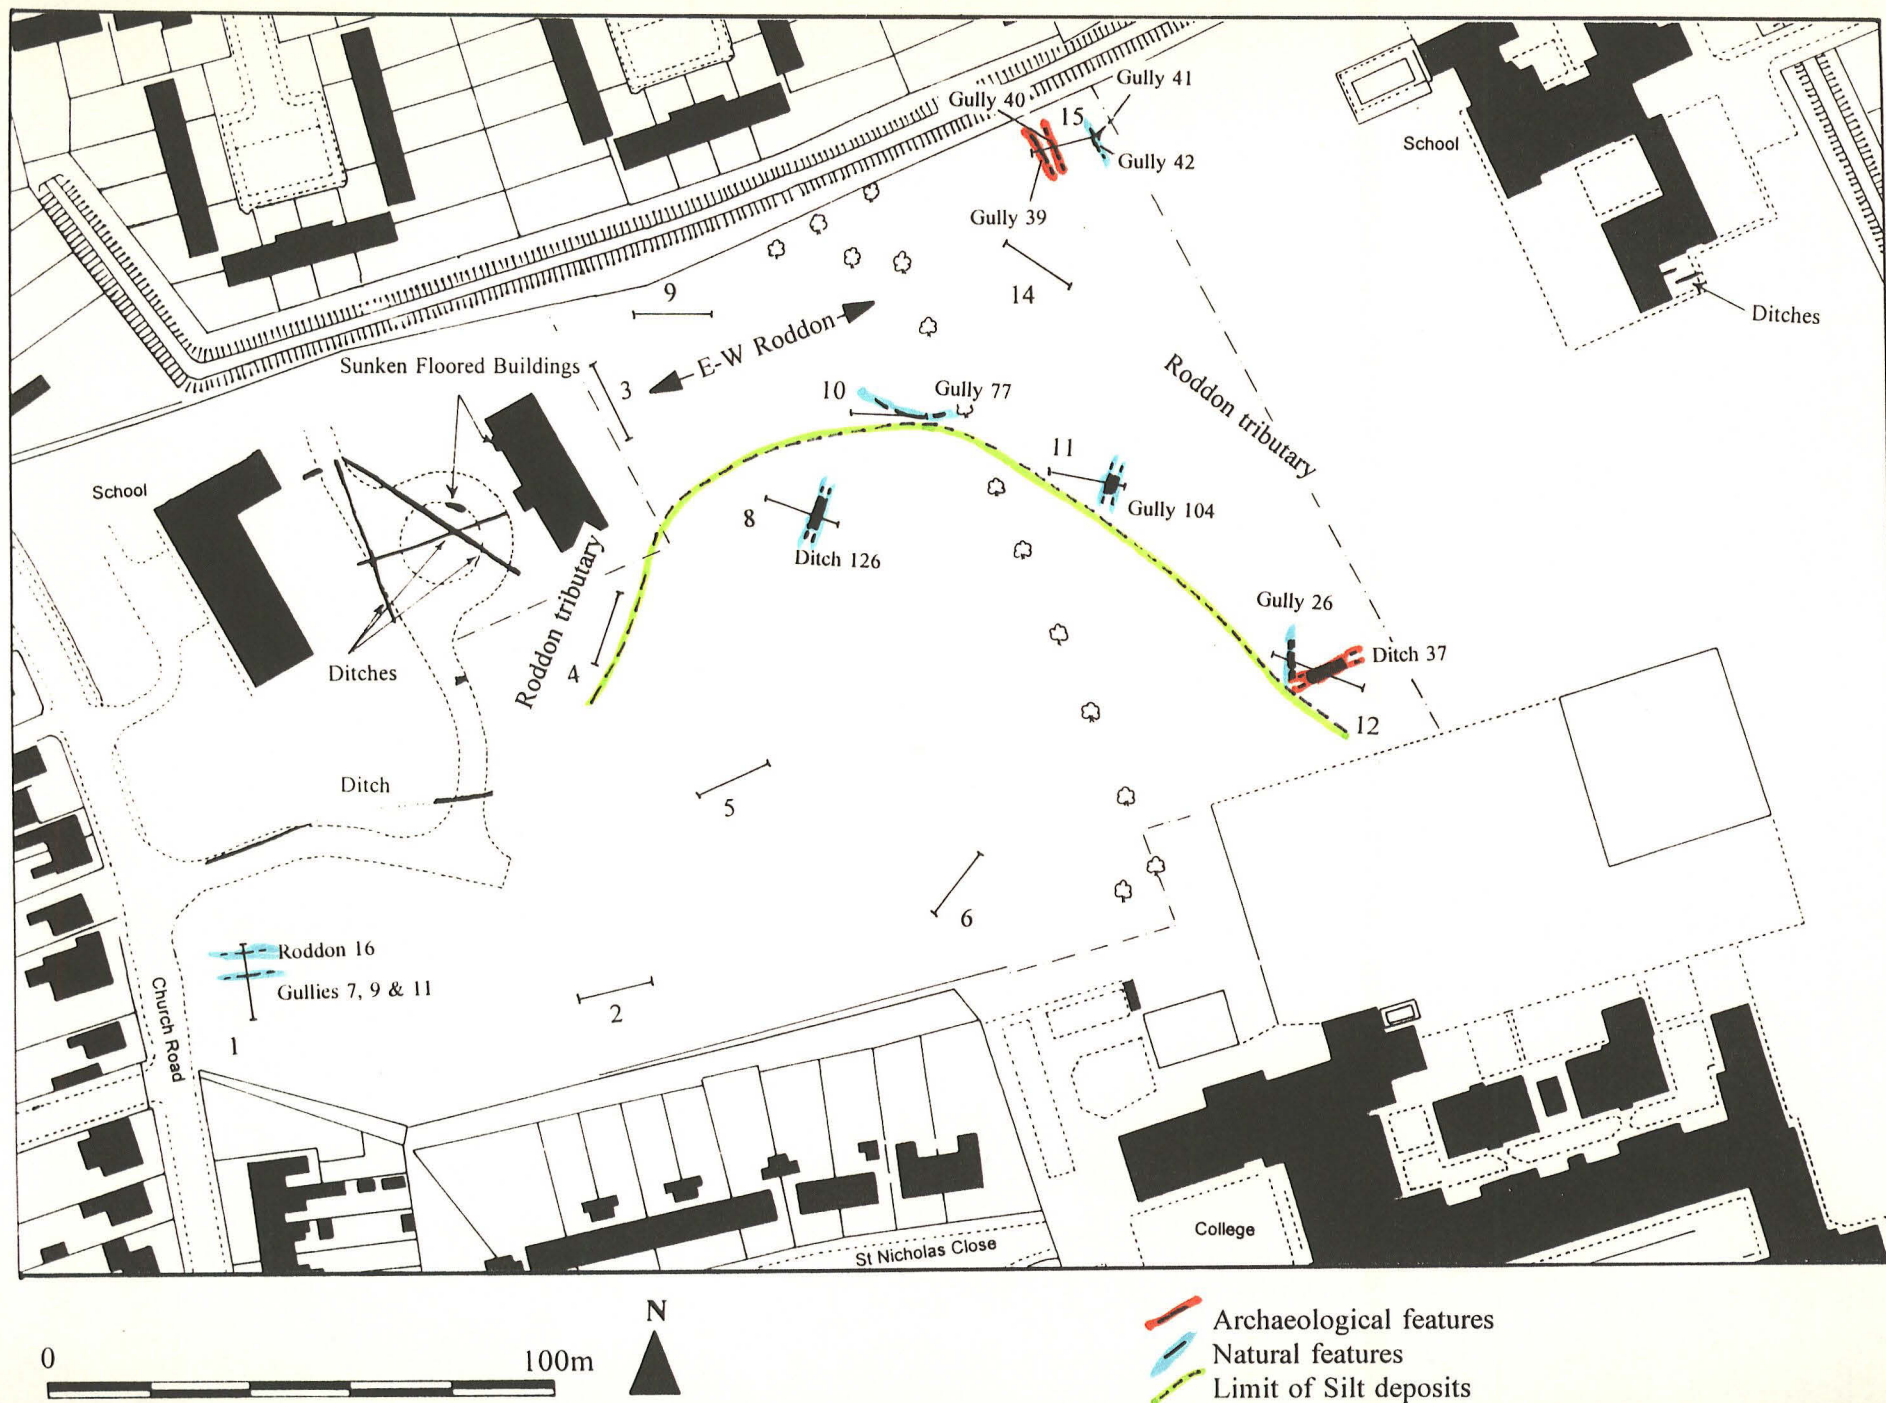 Gully 41
Gully 40
15
School
Gully 42
Gully 39
9
14
Ditches
E-W Roddon
Sunken Floored Buildings
3
10
Gully 77
Roddon tributary
11
School
8
Gully 104
Ditch 126
Roddon tributary
Gully 26
Ditch 37
Ditches
4
12
Ditch
5
6
Roddon 16
Gullies 7, 9 & 11
2
1
Church Road
College
St Nicholas Close
N
0
100m
Archaeological features
Natural features
Limit of Silt deposits